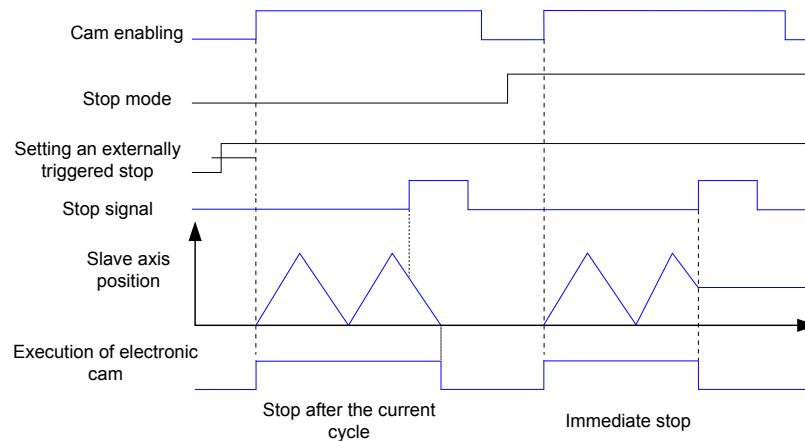 Cam enabling
Stop mode
Setting an externally
triggered stop
Stop signal
Slave axis
position
Execution of electronic
cam
Stop after the current
cycle
Immediate stop